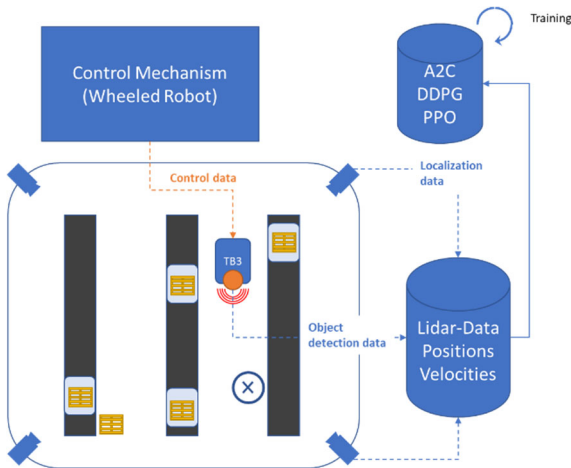 Training
Control Mechanism
(Wheeled Robot)
A2C
DDPG
PPO
Control data
Localization
data
TB3
Object
detection data
Lidar-Data
Positions
Velocities
X